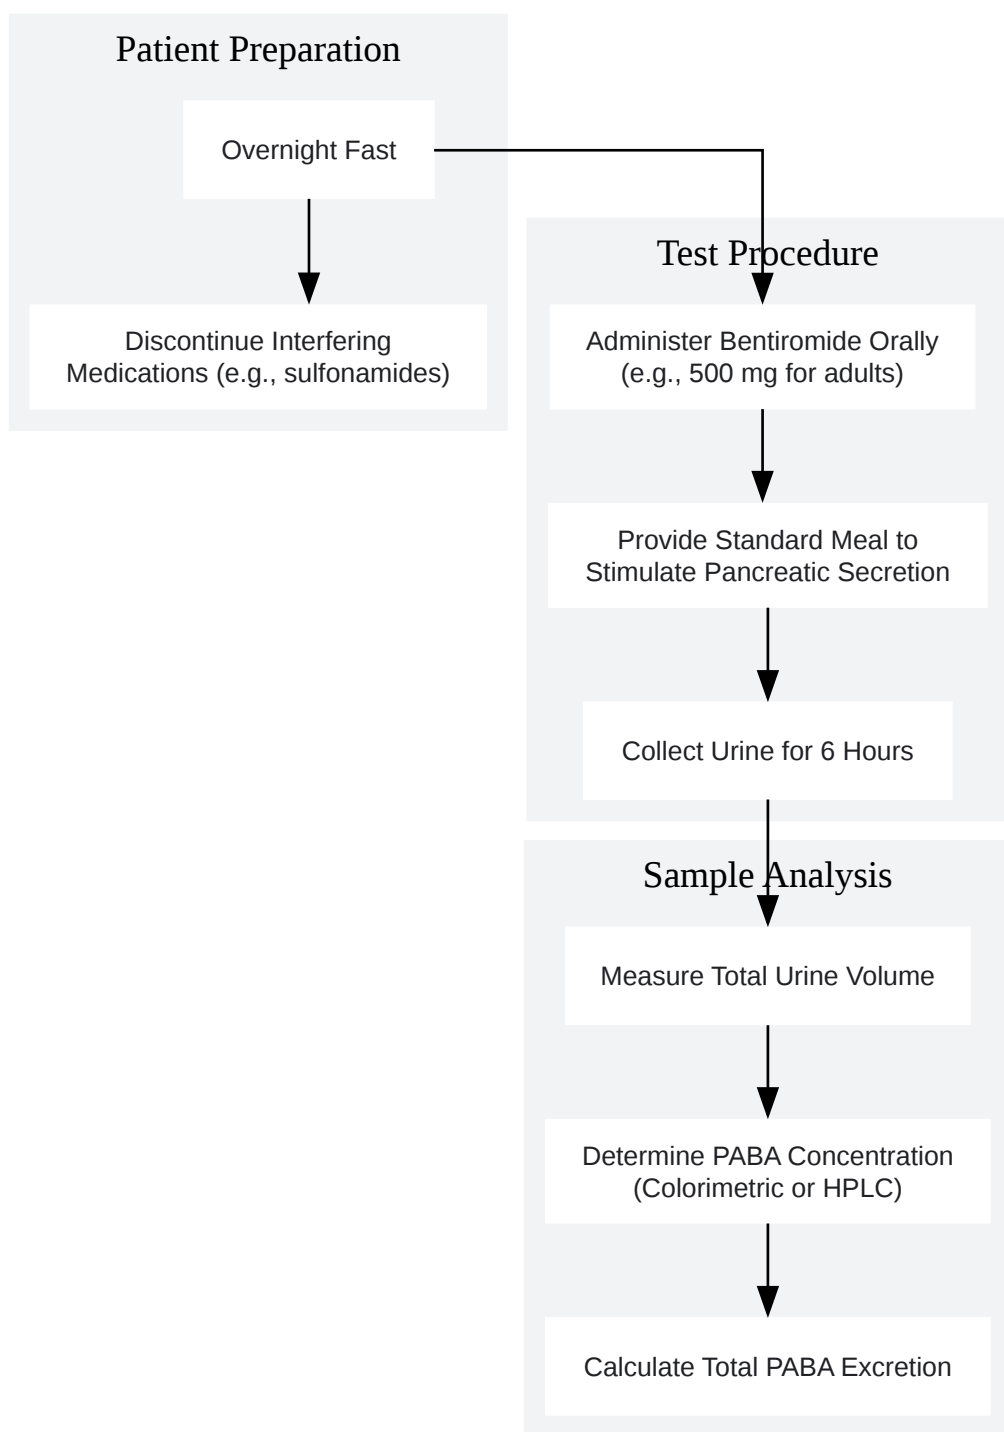 Patient Preparation
Overnight Fast
Discontinue Interfering
Medications (e.g., sulfonamides)
Test Procedure
Administer Bentiromide Orally
(e.g., 500 mg for adults)
Provide Standard Meal to
Stimulate Pancreatic Secretion
Collect Urine for 6 Hours
Sample Analysis
Measure Total Urine Volume
Determine PABA Concentration
(Colorimetric or HPLC)
Calculate Total PABA Excretion